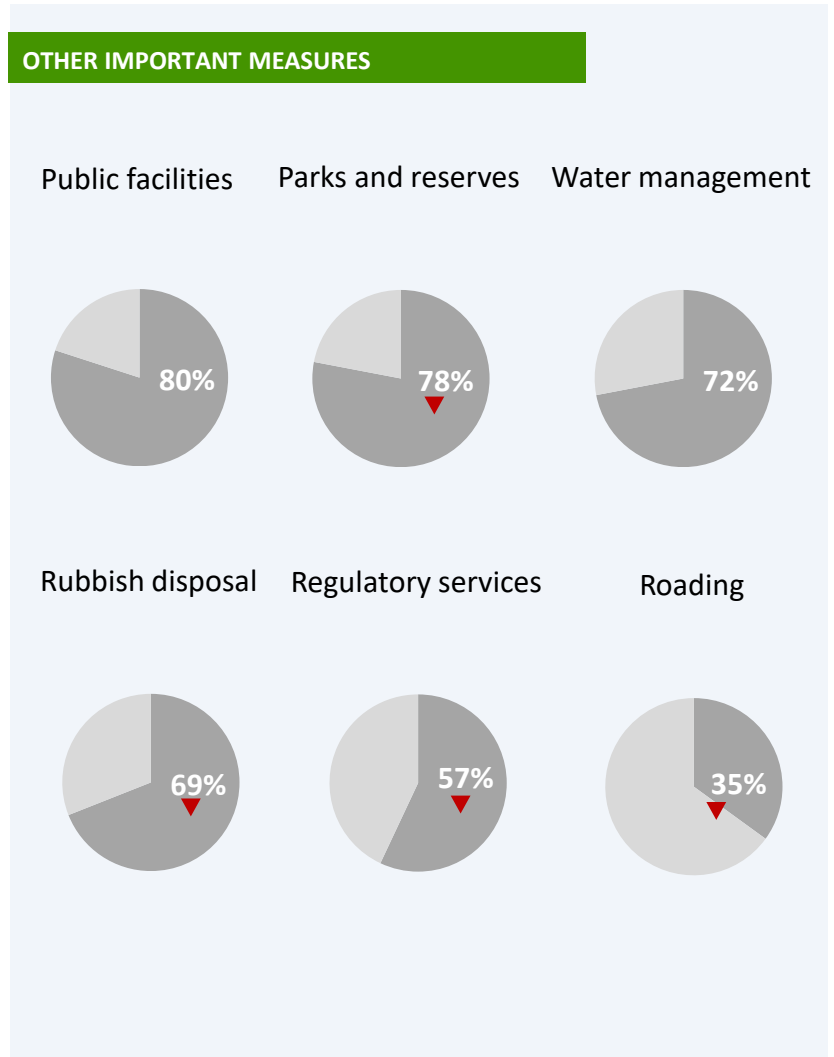 OTHER IMPORTANT MEASURES
Public facilities
Parks and reserves
Water management
80%
78%
72%
Rubbish disposal
Regulatory services
Roading
69%
57%
35%